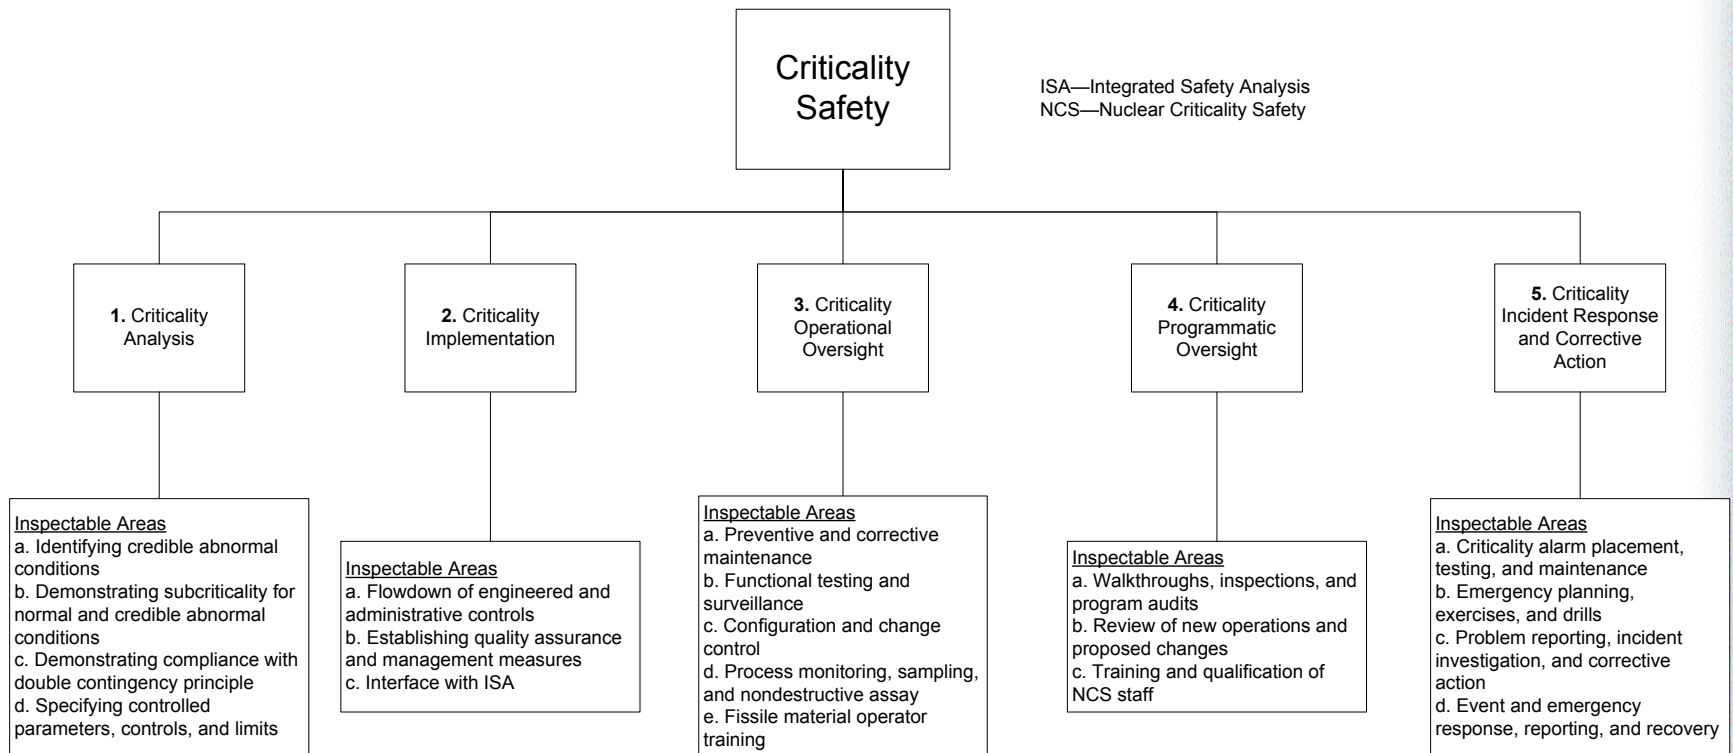 Criticality
Safety
ISA—Integrated Safety Analysis
NCS—Nuclear Criticality Safety
1. Criticality
Analysis
2. Criticality
Implementation
3. Criticality
Operational
Oversight
4. Criticality
Programmatic
Oversight
5. Criticality
Incident Response
and Corrective
Action
Inspectable Areas
a. Identifying credible abnormal
conditions
b. Demonstrating subcriticality for
normal and credible abnormal
conditions
c. Demonstrating compliance with
double contingency principle
d. Specifying controlled
parameters, controls, and limits
Inspectable Areas
a. Flowdown of engineered and
administrative controls
b. Establishing quality assurance
and management measures
c. Interface with ISA
Inspectable Areas
a. Preventive and corrective
maintenance
b. Functional testing and
surveillance
c. Configuration and change
control
d. Process monitoring, sampling,
and nondestructive assay
e. Fissile material operator
training
Inspectable Areas
a. Walkthroughs, inspections, and
program audits
b. Review of new operations and
proposed changes
c. Training and qualification of
NCS staff
Inspectable Areas
a. Criticality alarm placement,
testing, and maintenance
b. Emergency planning,
exercises, and drills
c. Problem reporting, incident
investigation, and corrective
action
d. Event and emergency
response, reporting, and recovery